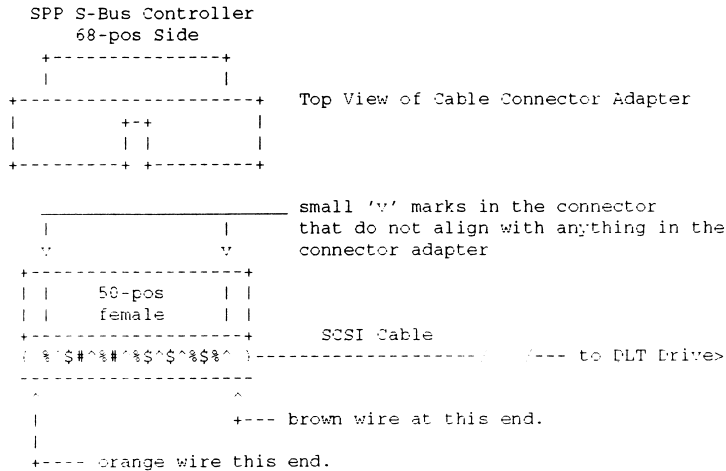 SPP S-Bus Controller
68-pos Side
Top View of Cable Connector Adapter
small 'v' marks in the connector
that do not align with anything in the
connector adapter
v v
50-pos
female
SCSI Cable
to DLT Drive>
brown wire at this end.
orange wire this end.